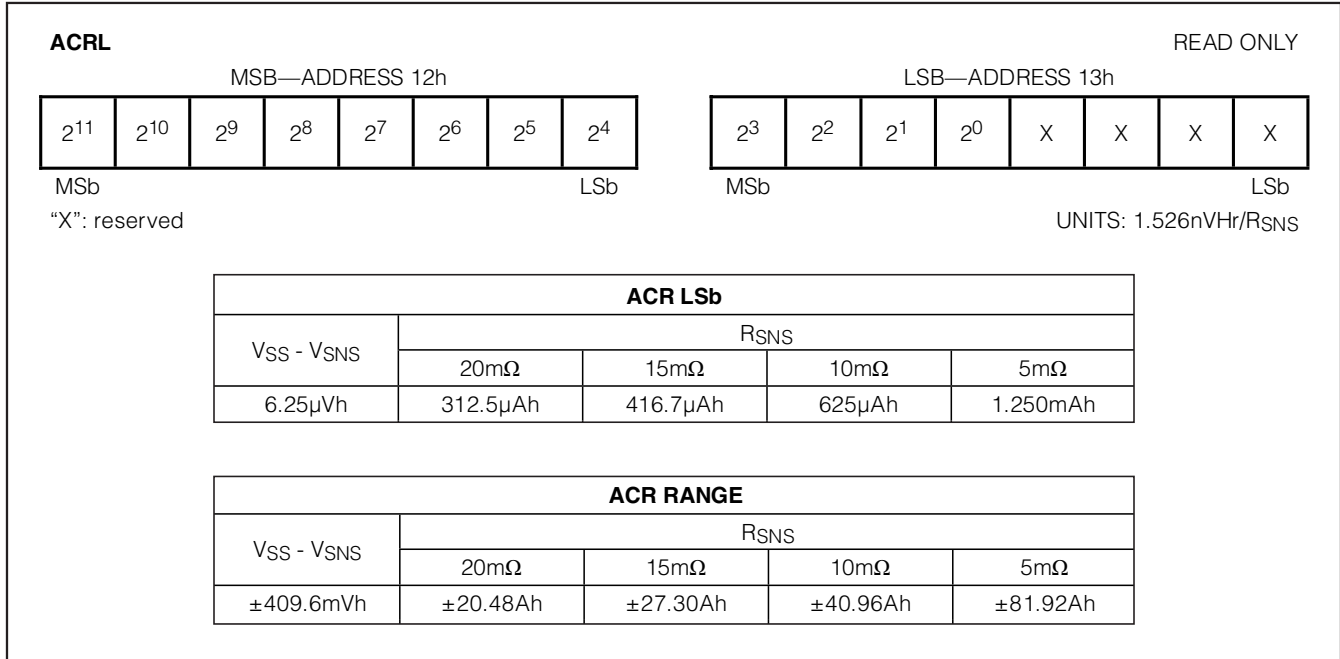 ACRL READ ONLY
MSB—ADDRESS 12h LSB—ADDRESS 13h
2¹¹ 2¹⁰ 2⁹ 2⁸ 2⁷ 2⁶ 2⁵ 2⁴ 2³ 2² 2¹ 2⁰ X X X X
MSb LSb MSb LSb
“X”: reserved UNITS: 1.526nVHr/RSNS
ACR LSb
VSS - VSNS RSNS
20mΩ 15mΩ 10mΩ 5mΩ
6.25µVh 312.5µAh 416.7µAh 625µAh 1.250mAh
ACR RANGE
VSS - VSNS RSNS
20mΩ 15mΩ 10mΩ 5mΩ
±409.6mVh ±20.48Ah ±27.30Ah ±40.96Ah ±81.92Ah